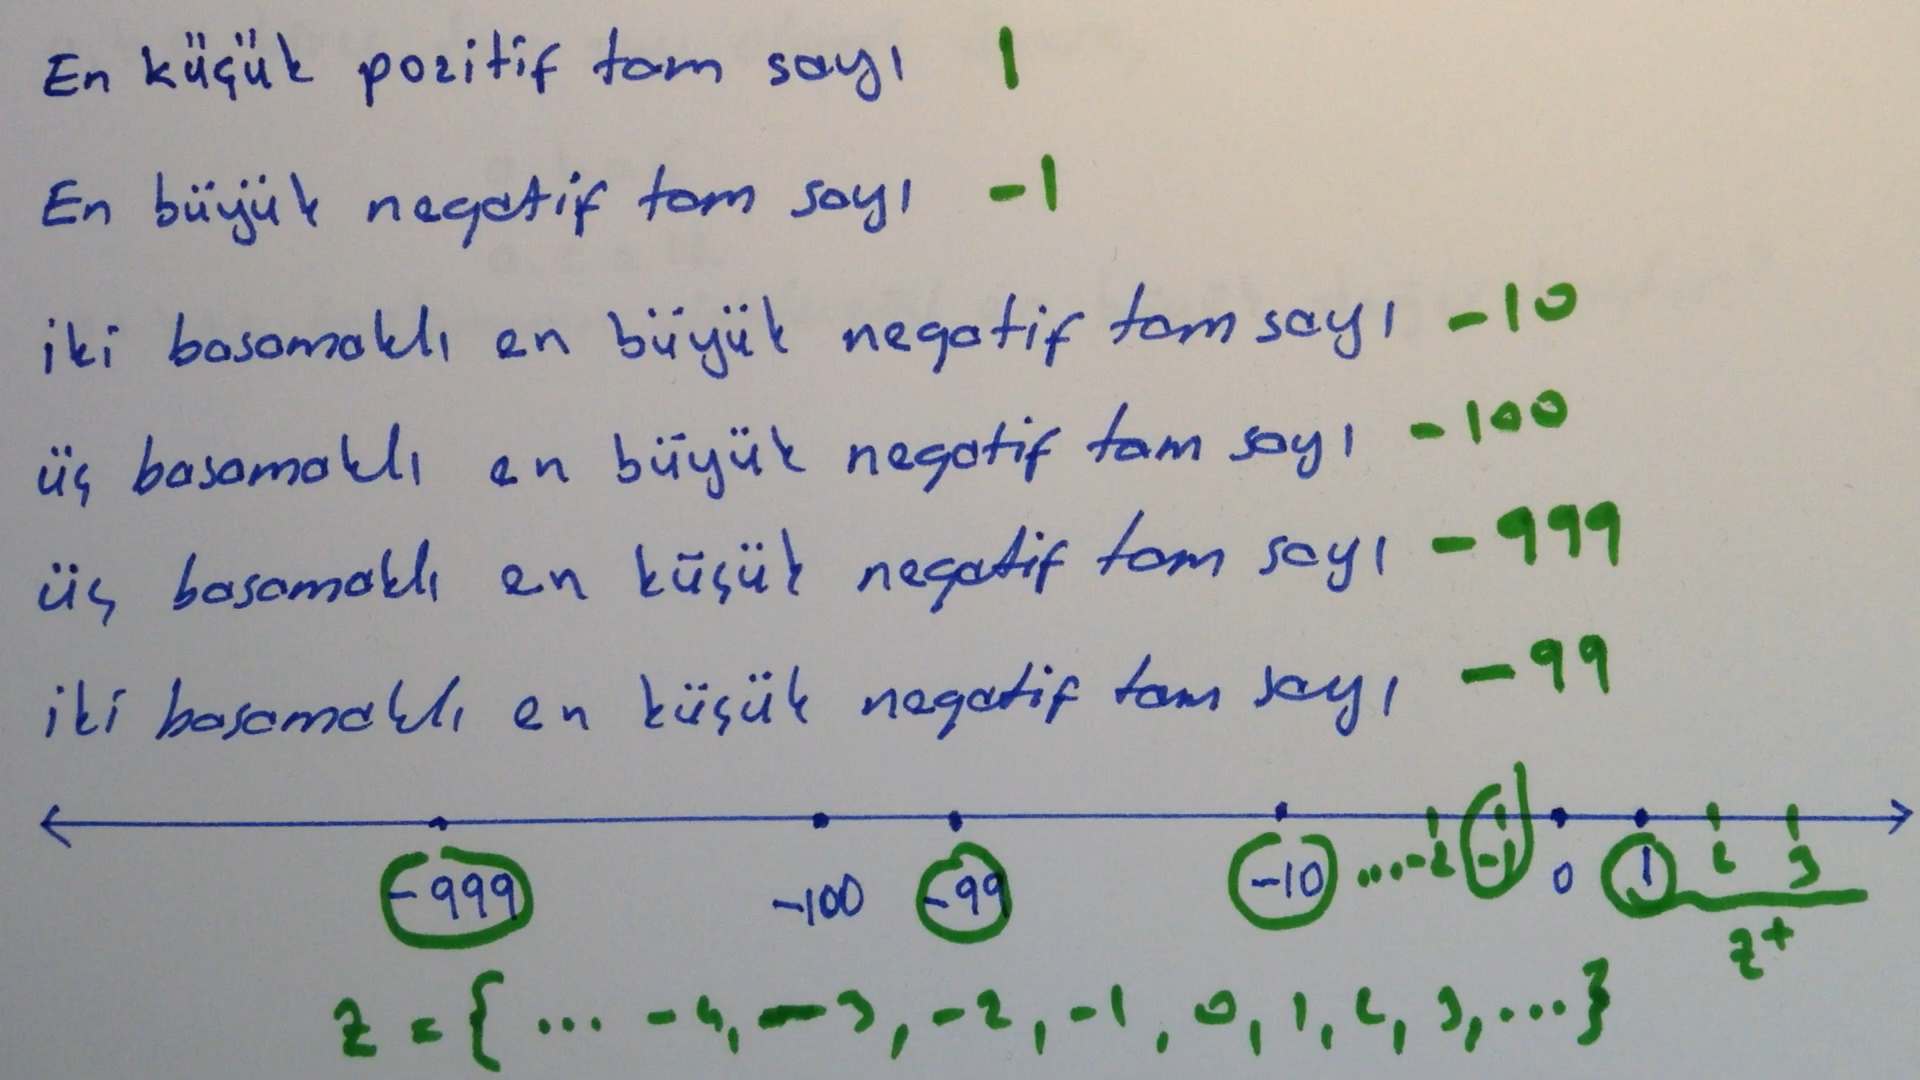 En küçük pozitif tam sayı 1
En büyük negatif tam sayı -1
iki basamaklı en büyük negatif tam sayı -10
üç basamaklı en büyük negatif tam sayı -100
üç basamaklı en küçük negatif tam sayı -999
iki basamaklı en küçük negatif tam sayı -99
-999 -100 -99 -10 ....-2 -1 0 1 2 3
Z+
Z = { ... -4, -3, -2, -1, 0, 1, 2, 3, ... }